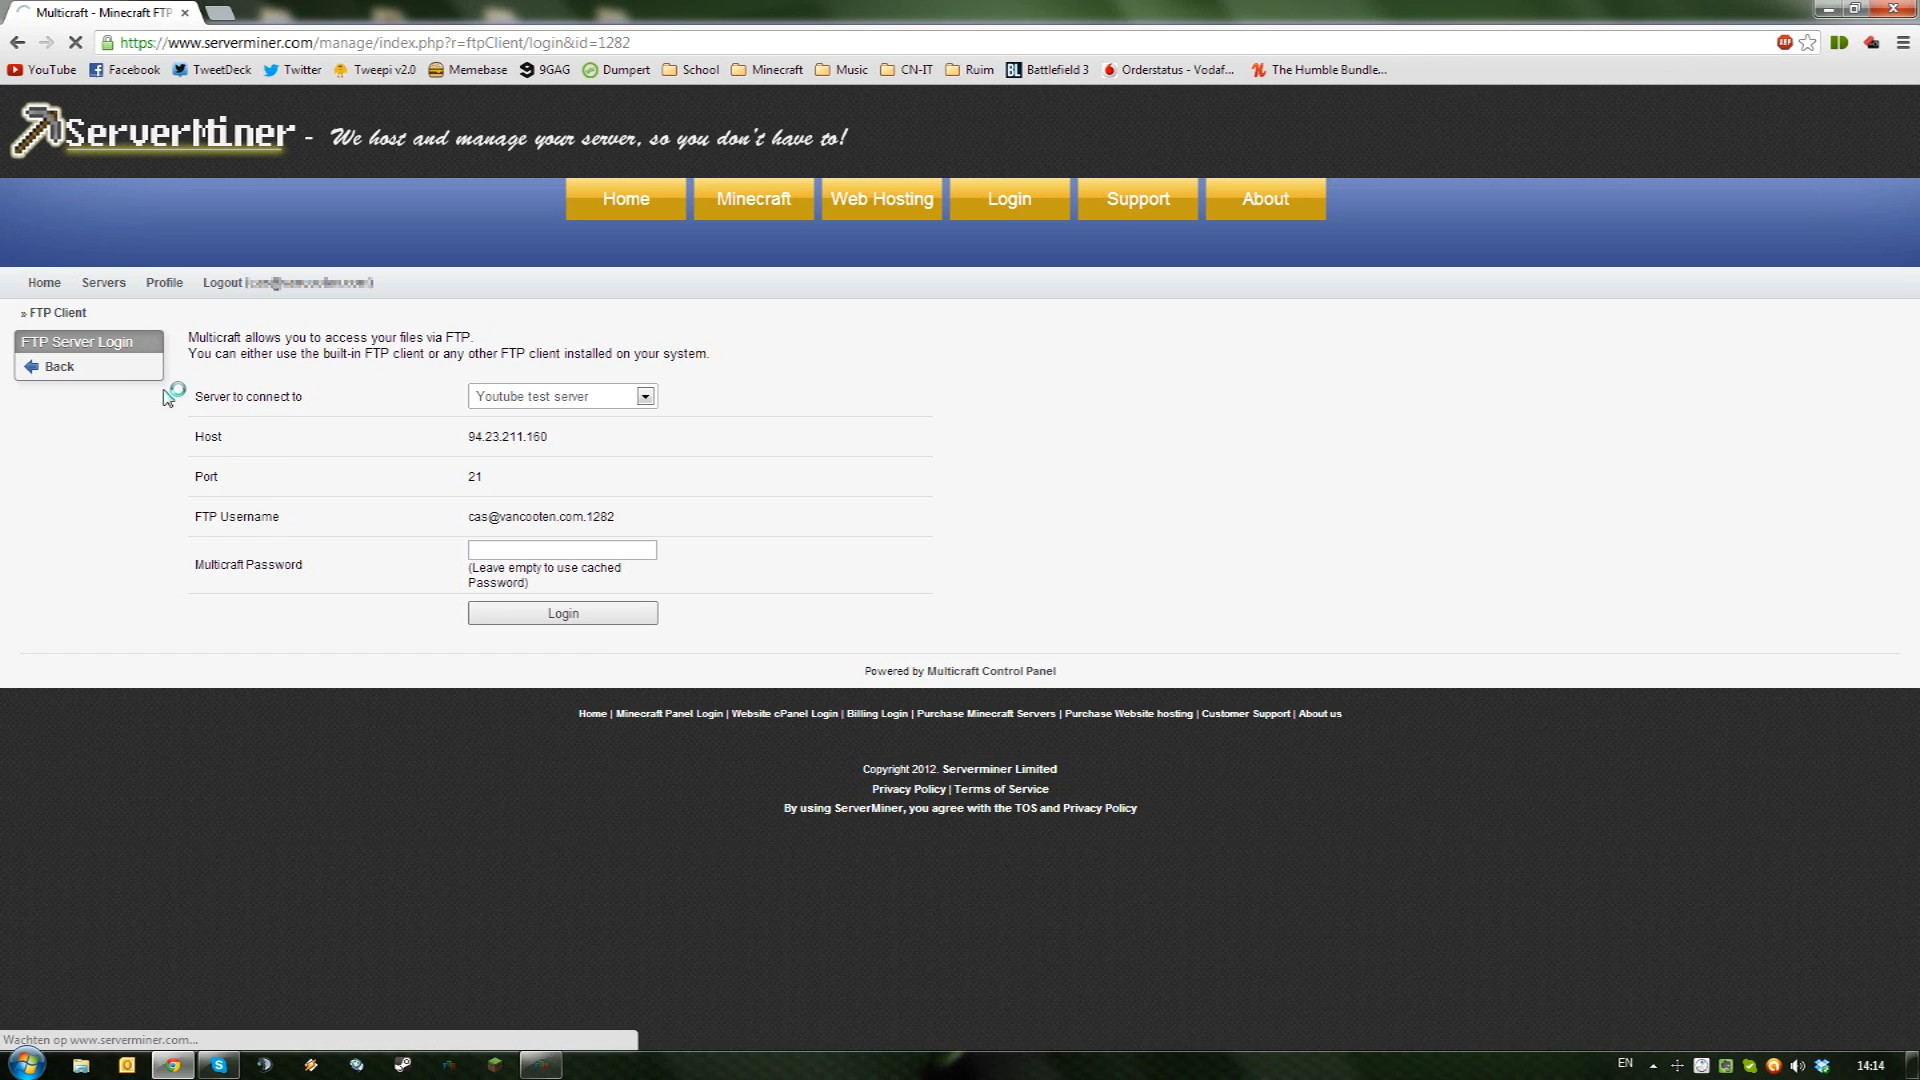 Multicraft - Minecraft FTP
https://www.serverminer.com/manage/index.php?r=ftpClient/login&id=1282
YouTube Facebook TweetDeck Twitter Tweepi v2.0 Memebase 9GAG Dumpert School Minecraft Music CN-IT Ruim Battlefield 3 Orderstatus - Vodaf... The Humble Bundle...
ServerMiner - We host and manage your server, so you don't have to!
Home Minecraft Web Hosting Login Support About
Home Servers Profile Logout
» FTP Client
FTP Server Login
Back
Multicraft allows you to access your files via FTP.
You can either use the built-in FTP client or any other FTP client installed on your system.
Server to connect to Youtube test server
Host 94.23.211.160
Port 21
FTP Username cas@vancooten.com.1282
Multicraft Password
(Leave empty to use cached
Password)
Login
Powered by Multicraft Control Panel
Home | Minecraft Panel Login | Website cPanel Login | Billing Login | Purchase Minecraft Servers | Purchase Website hosting | Customer Support | About us
Copyright 2012. Serverminer Limited
Privacy Policy | Terms of Service
By using ServerMiner, you agree with the TOS and Privacy Policy
Wachten op www.serverminer.com...
EN 14:14